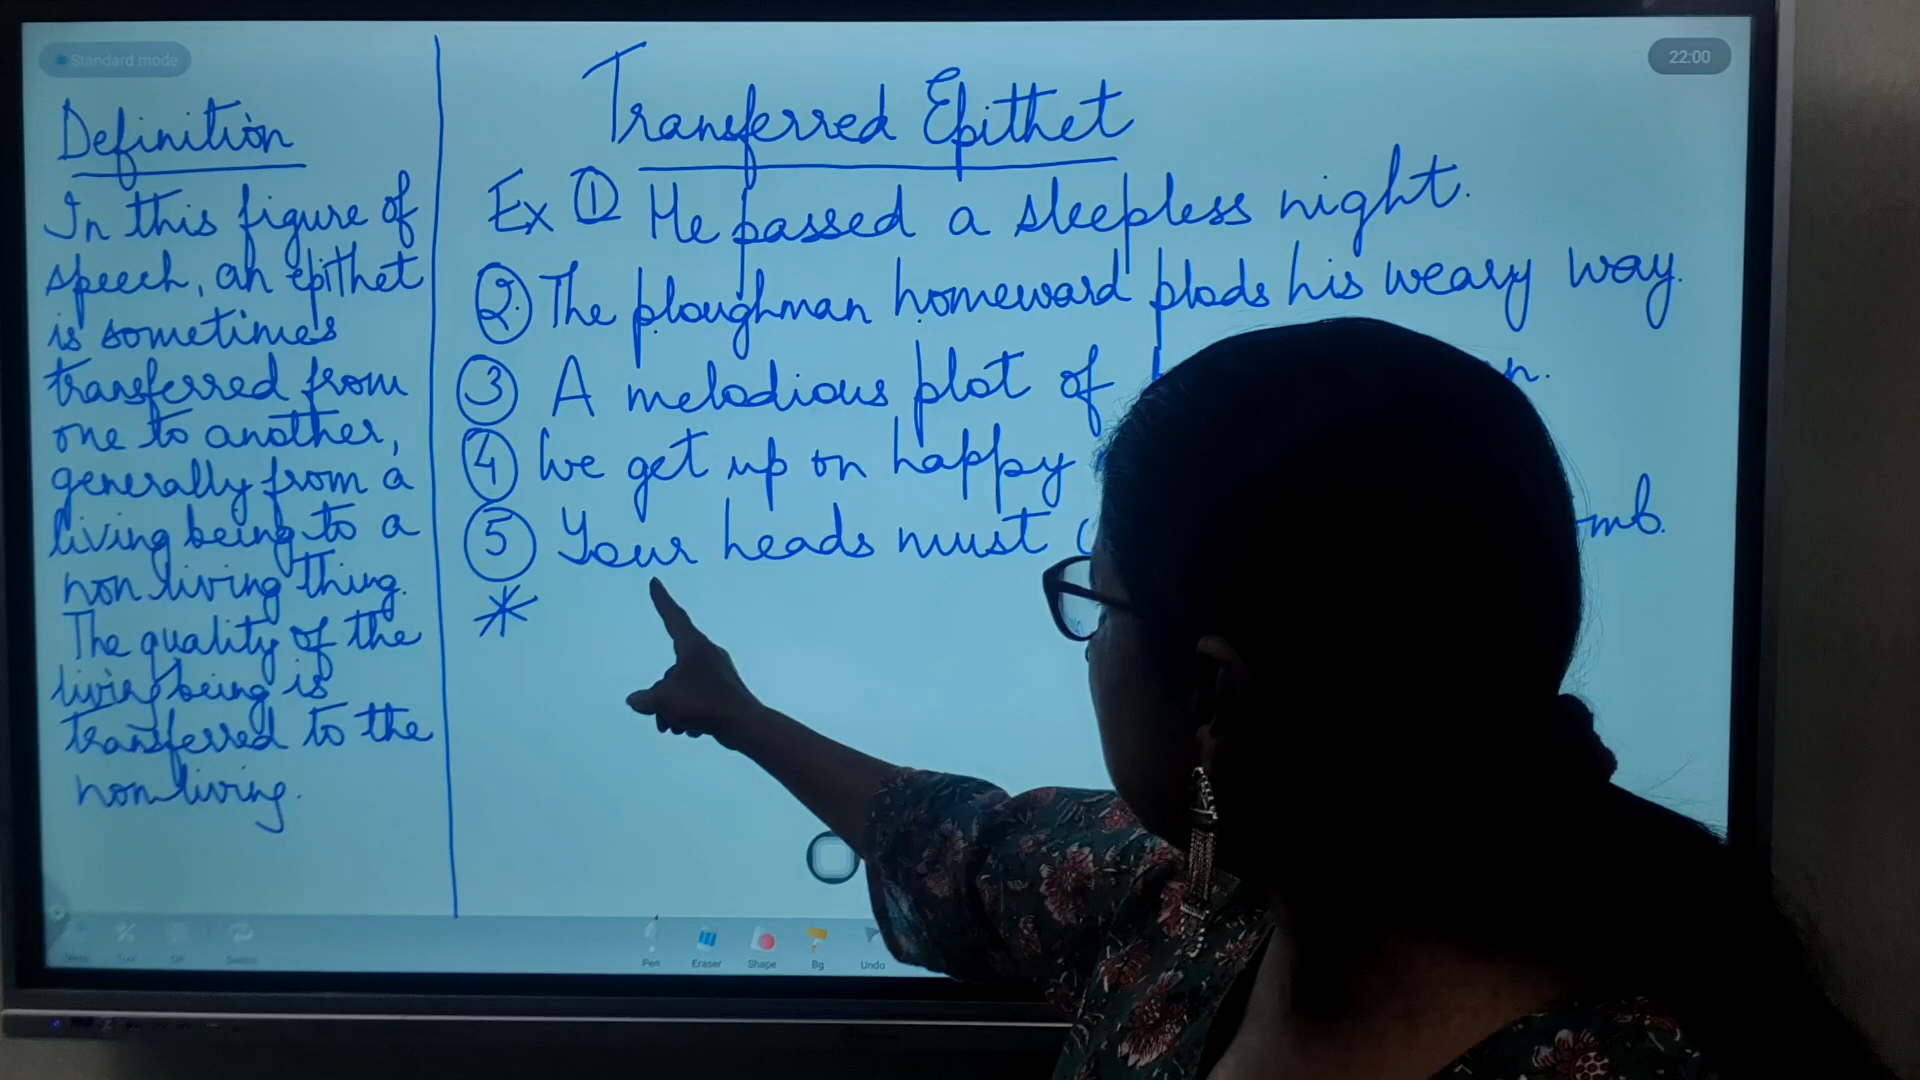 Standard mode
22:00
Definition
In this figure of
speech, an epithet
is sometimes
transferred from
one to another,
generally from a
living being to a
non living thing.
The quality of the
living being is
transferred to the
non living.
Transferred Epithet
Ex ① He passed a sleepless night.
② The ploughman homeward plods his weary way.
③ A melodious plot of
④ We get up on happy
⑤ Your heads must
*
Pen Eraser Shape Bg Undo